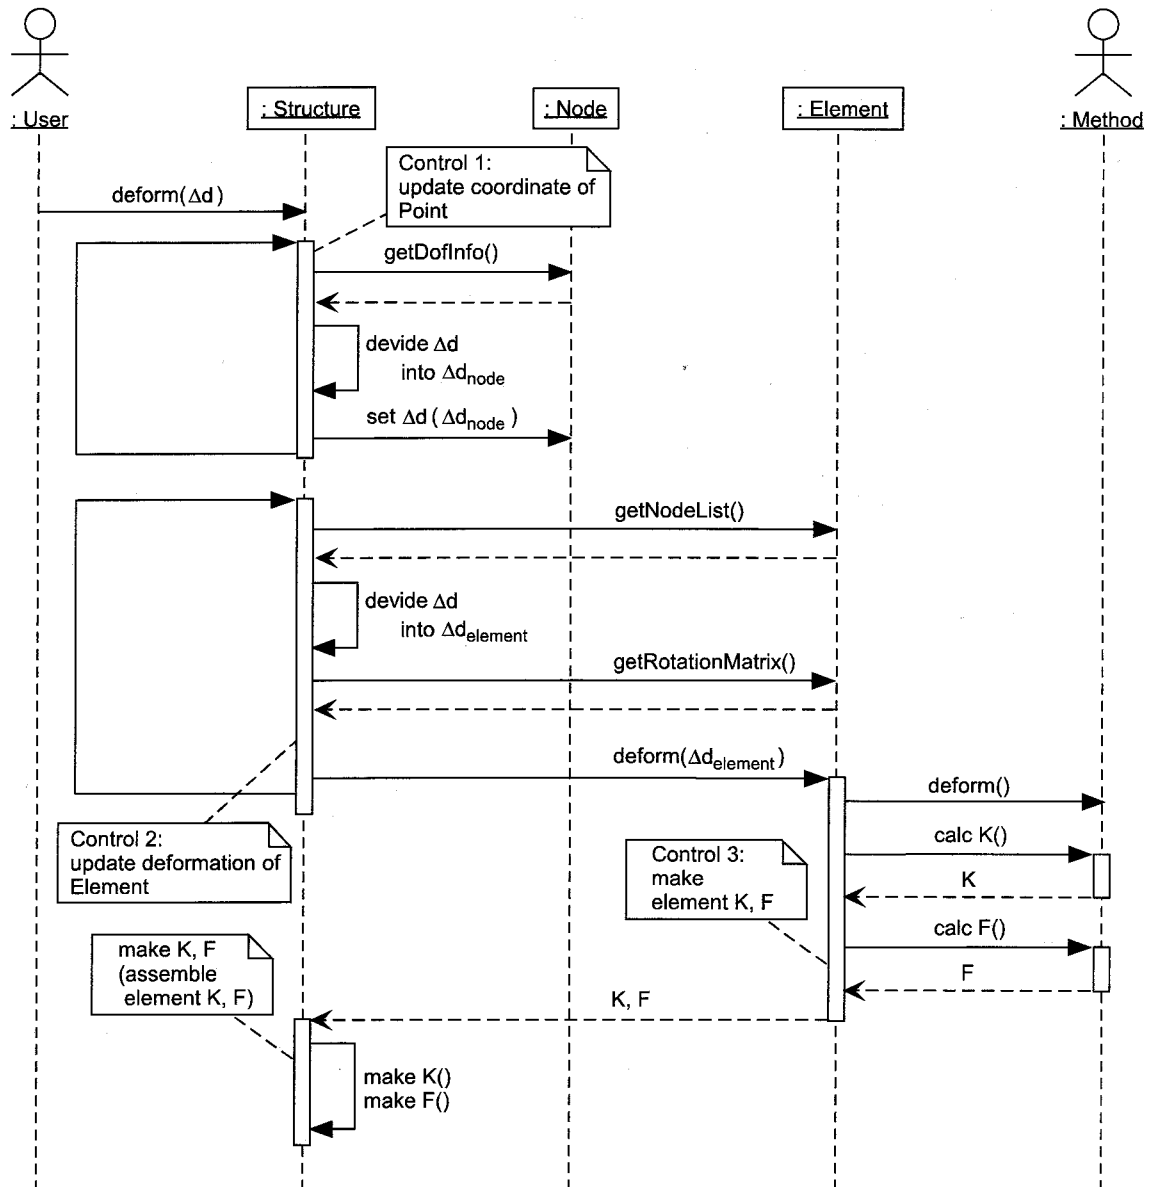 : User
: Structure
: Node
: Element
: Method
Control 1:
update coordinate of
Point
deform(Δd)
getDofInfo()
devide Δd
into Δdnode
set Δd (Δdnode)
getNodeList()
devide Δd
into Δdelement
getRotationMatrix()
deform(Δdelement)
deform()
Control 2:
update deformation of
Element
Control 3:
make
element K, F
calc K()
K
calc F()
F
make K, F
(assemble
element K, F)
K, F
make K()
make F()